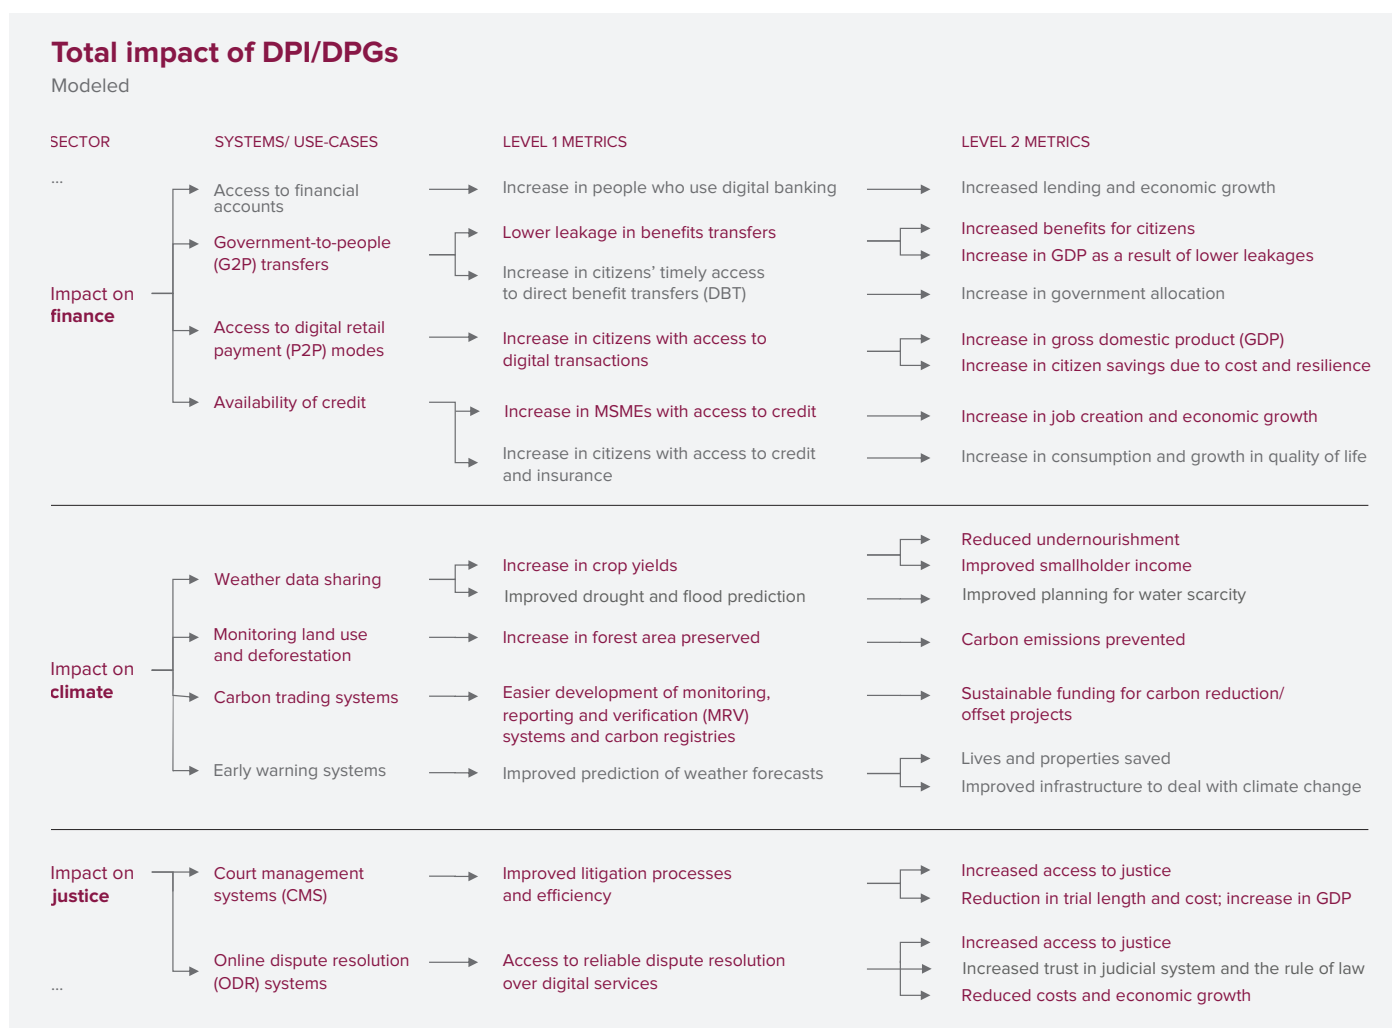 Total impact of DPI/DPGs
Modeled
SECTOR
SYSTEMS/ USE-CASES
LEVEL 1 METRICS
LEVEL 2 METRICS
...
Impact on
finance
Access to financial
accounts
Increase in people who use digital banking
Increased lending and economic growth
Government-to-people
(G2P) transfers
Lower leakage in benefits transfers
Increased benefits for citizens
Increase in GDP as a result of lower leakages
Increase in citizens’ timely access
to direct benefit transfers (DBT)
Increase in government allocation
Access to digital retail
payment (P2P) modes
Increase in citizens with access to
digital transactions
Increase in gross domestic product (GDP)
Increase in citizen savings due to cost and resilience
Availability of credit
Increase in MSMEs with access to credit
Increase in job creation and economic growth
Increase in citizens with access to credit
and insurance
Increase in consumption and growth in quality of life
Impact on
climate
Weather data sharing
Increase in crop yields
Reduced undernourishment
Improved smallholder income
Improved drought and flood prediction
Improved planning for water scarcity
Monitoring land use
and deforestation
Increase in forest area preserved
Carbon emissions prevented
Carbon trading systems
Easier development of monitoring,
reporting and verification (MRV)
systems and carbon registries
Sustainable funding for carbon reduction/
offset projects
Early warning systems
Improved prediction of weather forecasts
Lives and properties saved
Improved infrastructure to deal with climate change
Impact on
justice
Court management
systems (CMS)
Improved litigation processes
and efficiency
Increased access to justice
Reduction in trial length and cost; increase in GDP
Online dispute resolution
(ODR) systems
Access to reliable dispute resolution
over digital services
Increased access to justice
Increased trust in judicial system and the rule of law
Reduced costs and economic growth
...